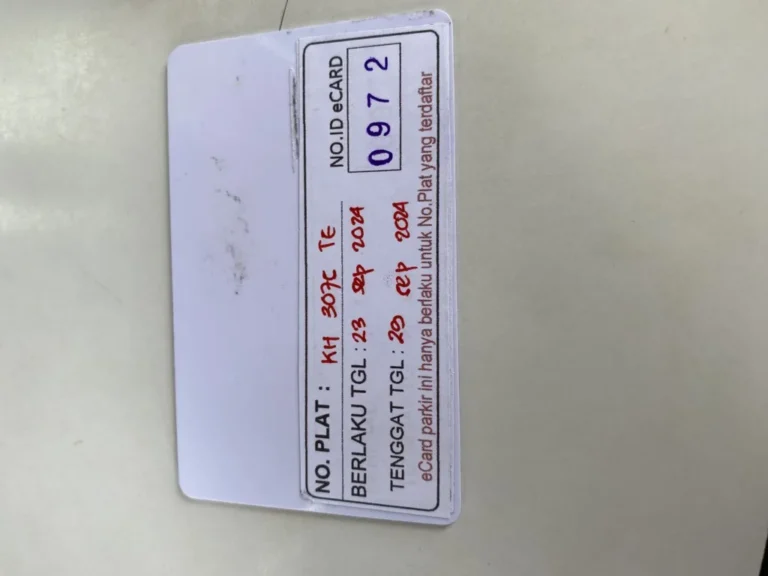 NO. PLAT : KH 307C TE
BERLAKU TGL : 23 sep 2024
TENGGAT TGL : 29 sep 2024
NO.ID eCARD
0972
eCard parkir ini hanya berlaku untuk No.Plat yang terdaftar